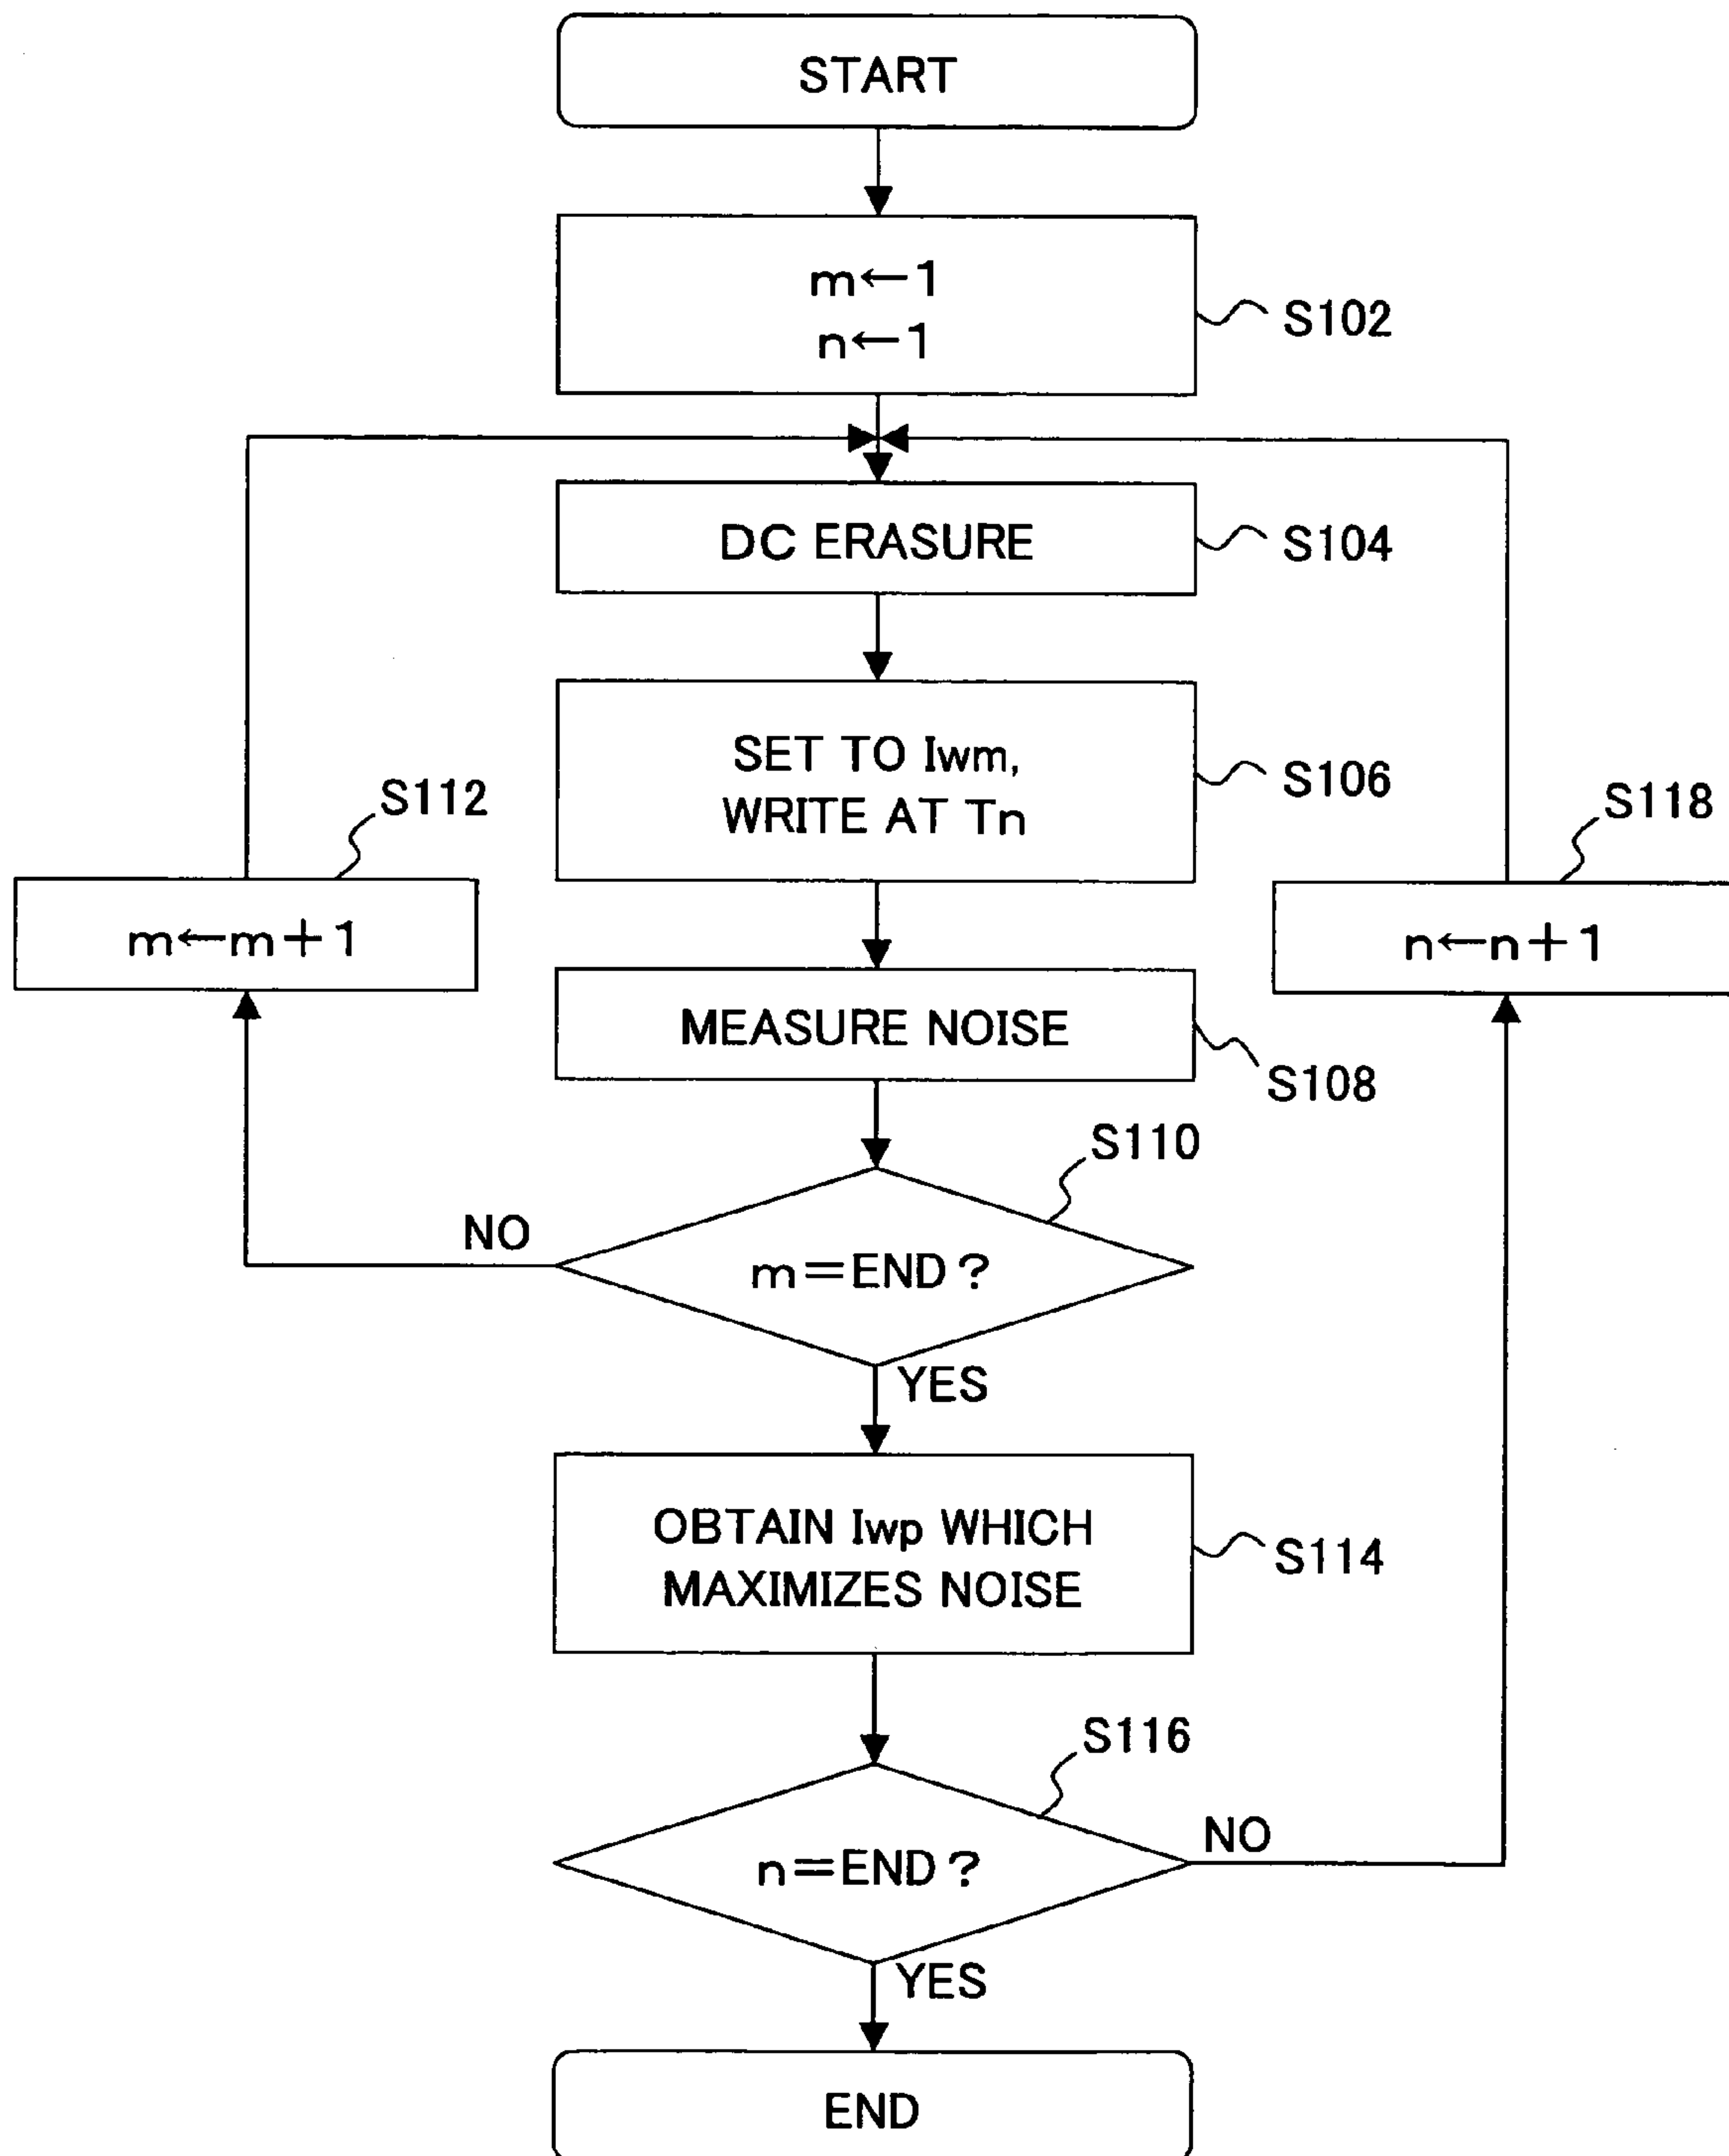 START
m←1
n←1
S102
DC ERASURE
S104
SET TO Iwm,
WRITE AT Tn
S106
S112
m←m+1
S118
n←n+1
MEASURE NOISE
S108
S110
NO
m=END?
YES
OBTAIN Iwp WHICH
MAXIMIZES NOISE
S114
S116
NO
n=END?
YES
END